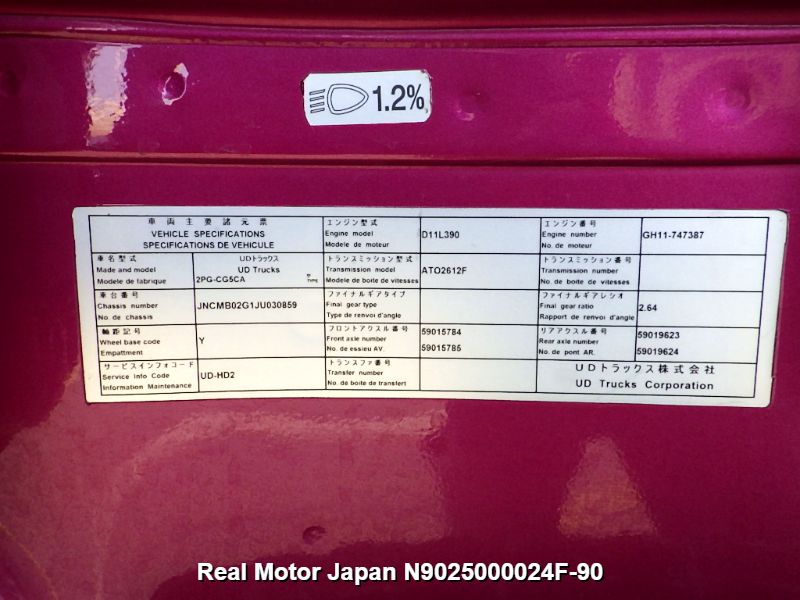 1.2%
車両主要諸元票
VEHICLE SPECIFICATIONS
SPECIFICATIONS DE VEHICULE
エンジン型式
Engine model
Modele de moteur
D11L390
エンジン番号
Engine number
No. de moteur
GH11-747387
車名型式
Made and model
Modele de fabrique
UDトラックス
UD Trucks
2PG-CG5CA
TYPE
トランスミッション型式
Transmission model
Modele de boite de vitesses
ATO2612F
トランスミッション番号
Transmission number
No. de boite de vitesses
車台番号
Chassis number
No. de chassis
JNCMB02G1JU030859
ファイナルギアタイプ
Final gear type
Type de renvoi d'angle
ファイナルギアレシオ
Final gear ratio
Rapport de renvoi d'angle
2.64
軸距記号
Wheel base code
Empattment
Y
フロントアクスル番号
Front axle number
No. de essieu AV.
59015784
59015785
リアアクスル番号
Rear axle number
No. de pont AR.
59019623
59019624
サービスインフォコード
Service Info Code
Information Maintenance
UD-HD2
トランスファ番号
Transfer number
No. de boite de transfert
UDトラックス株式会社
UD Trucks Corporation
Real Motor Japan N9025000024F-90